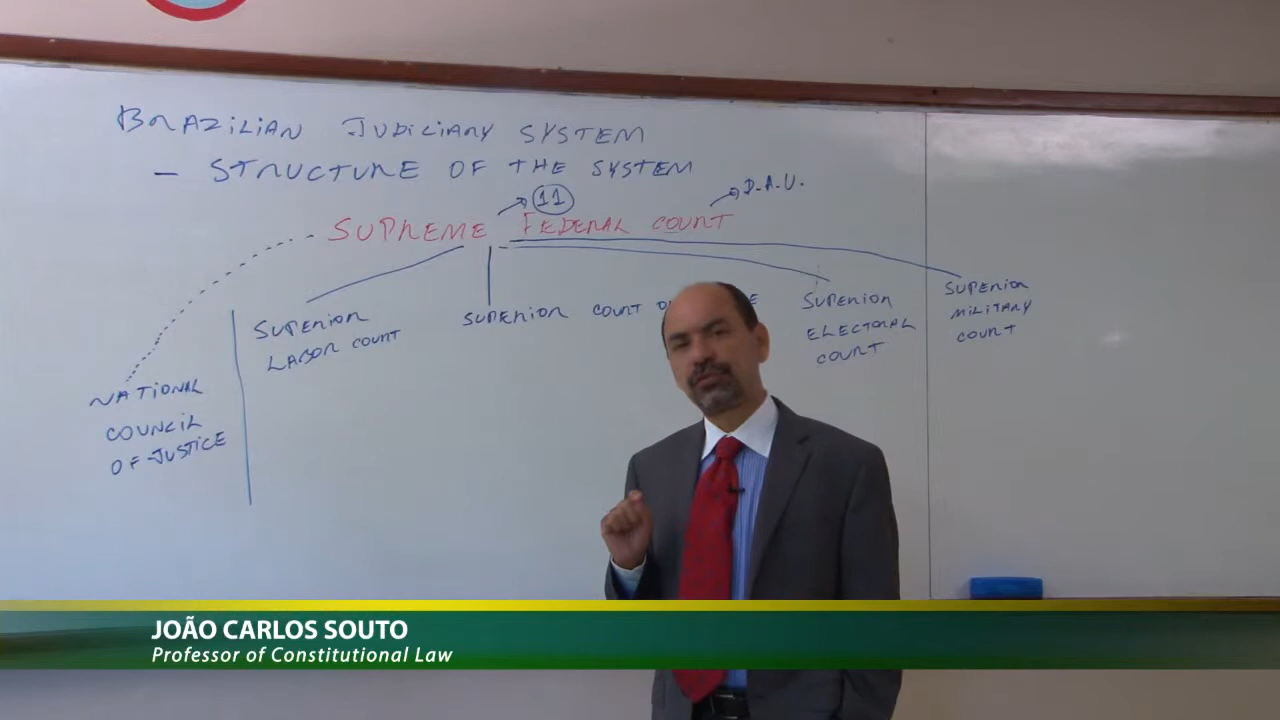 BRAZILIAN JUDICIARY SYSTEM
- STRUCTURE OF THE SYSTEM
11
D.A.U.
SUPREME FEDERAL COURT
SUPERIOR
LABOR COURT
SUPERIOR COURT
SUPERIOR
ELECTORAL
COURT
SUPERIOR
MILITARY
COURT
NATIONAL
COUNCIL
OF JUSTICE
JOÃO CARLOS SOUTO
Professor of Constitutional Law